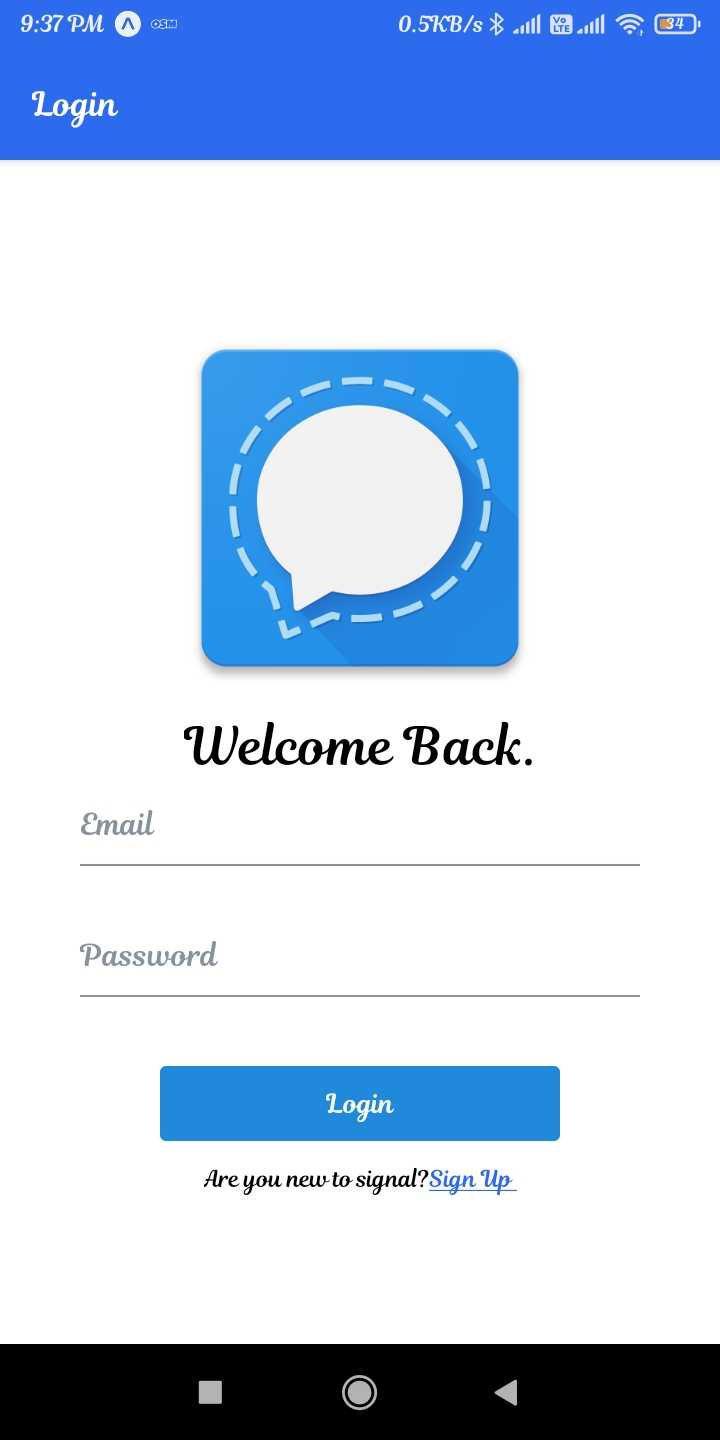 9:37 PM OSM 0.5KB/s Vo LTE 34
Login
Welcome Back.
Email
Password
Login
Are you new to signal?Sign Up